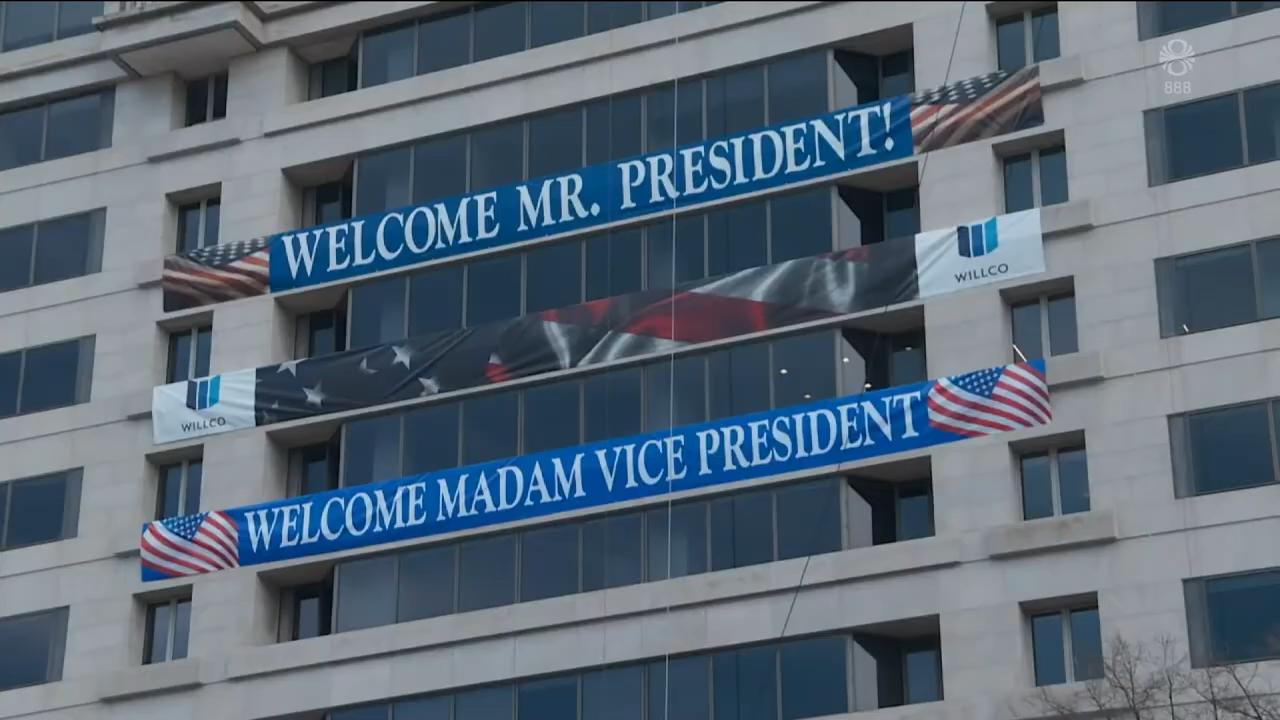 888
WELCOME MR. PRESIDENT!
WILLCO
WILLCO
WELCOME MADAM VICE PRESIDENT